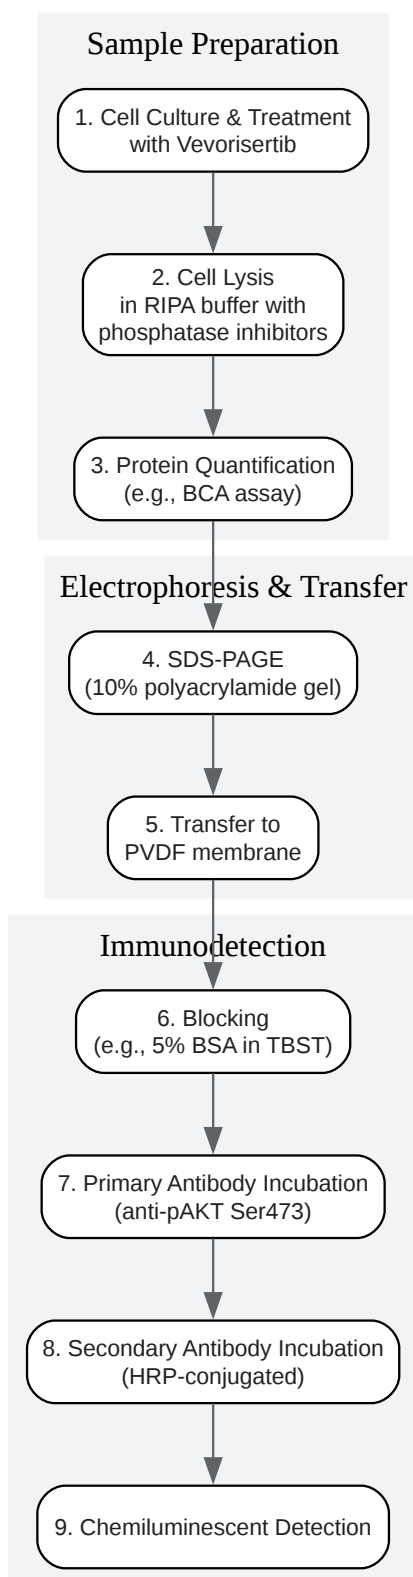 Sample Preparation
1. Cell Culture & Treatment
with Vevorisertib
2. Cell Lysis
in RIPA buffer with
phosphatase inhibitors
3. Protein Quantification
(e.g., BCA assay)
Electrophoresis & Transfer
4. SDS-PAGE
(10% polyacrylamide gel)
5. Transfer to
PVDF membrane
Immunodetection
6. Blocking
(e.g., 5% BSA in TBST)
7. Primary Antibody Incubation
(anti-pAKT Ser473)
8. Secondary Antibody Incubation
(HRP-conjugated)
9. Chemiluminescent Detection